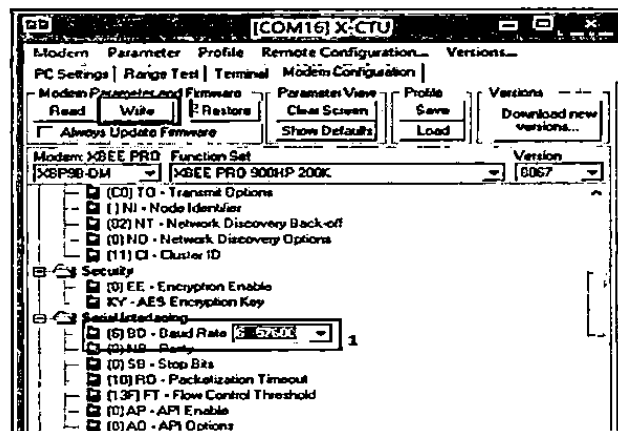 [COM16] X-CTU
Modem Parameter Profile Remote Configuration... Versions...
PC Settings Range Test Terminal Modem Configuration
Modem Parameter and Firmware Parameter View Profile Versions
Read Write Restore Clear Screen Save Download new versions...
Always Update Firmware Show Defaults Load
Modem: XBEE PRO Function Set Version
XBP9B-DM XBEE PRO 900HP 200K 8067
(C0) TO - Transmit Options
( ) NI - Node Identifier
(82) NT - Network Discovery Back-off
(0) NO - Network Discovery Options
(11) CI - Cluster ID
Security
(0) EE - Encryption Enable
KY - AES Encryption Key
Serial Interfacing
(6) BD - Baud Rate 6 - 57600 1
(0) NB - Parity
(0) SB - Stop Bits
(10) RO - Packetization Timeout
(13F) FT - Flow Control Threshold
(0) AP - API Enable
(0) AO - API Options